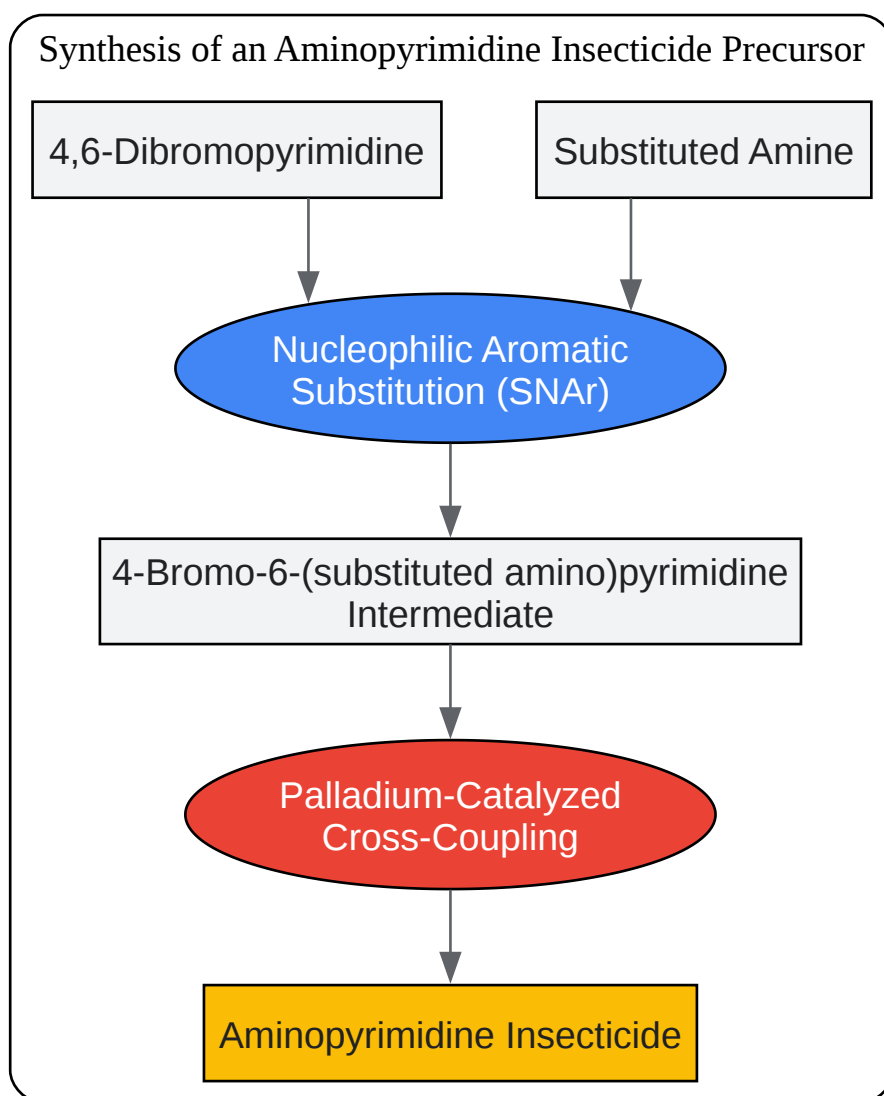 Synthesis of an Aminopyrimidine Insecticide Precursor
4,6-Dibromopyrimidine
Substituted Amine
Nucleophilic Aromatic
Substitution (SNAr)
4-Bromo-6-(substituted amino)pyrimidine
Intermediate
Palladium-Catalyzed
Cross-Coupling
Aminopyrimidine Insecticide